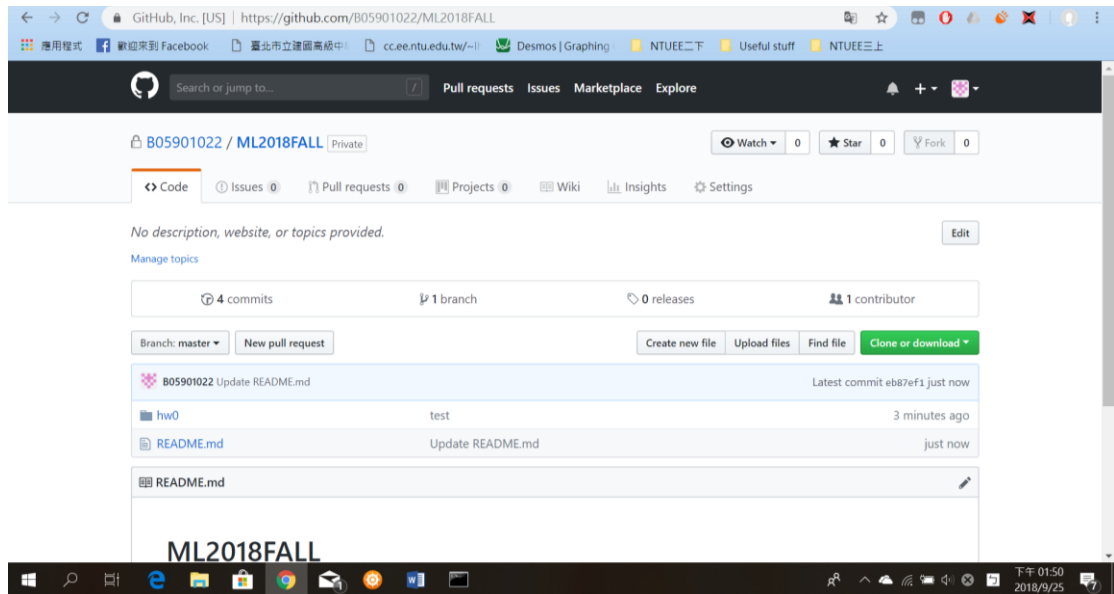 GitHub, Inc. [US] | https://github.com/B05901022/ML2018FALL
應用程式 歡迎來到 Facebook 臺北市立建國高級中 cc.ee.ntu.edu.tw/~li Desmos | Graphing NTUEE二下 Useful stuff NTUEE三上
Search or jump to... / Pull requests Issues Marketplace Explore
B05901022 / ML2018FALL Private Watch 0 Star 0 Fork 0
Code Issues 0 Pull requests 0 Projects 0 Wiki Insights Settings
No description, website, or topics provided. Edit
Manage topics
4 commits 1 branch 0 releases 1 contributor
Branch: master New pull request Create new file Upload files Find file Clone or download
B05901022 Update README.md Latest commit eb87ef1 just now
hw0 test 3 minutes ago
README.md Update README.md just now
README.md
ML2018FALL
下午 01:50
2018/9/25